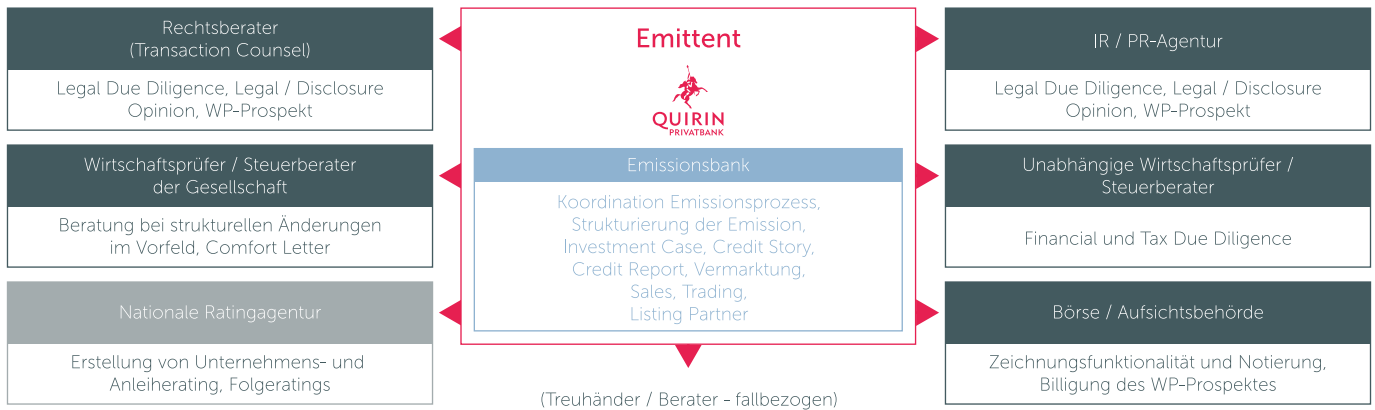 Rechtsberater
(Transaction Counsel)
Legal Due Diligence, Legal / Disclosure
Opinion, WP-Prospekt
Wirtschaftsprüfer / Steuerberater
der Gesellschaft
Beratung bei strukturellen Änderungen
im Vorfeld, Comfort Letter
Nationale Ratingagentur
Erstellung von Unternehmens- und
Anleiherating, Folgeratings
Emittent
QUIRIN
PRIVATBANK
Emissionsbank
Koordination Emissionsprozess,
Strukturierung der Emission,
Investment Case, Credit Story,
Credit Report, Vermarktung,
Sales, Trading,
Listing Partner
(Treuhänder / Berater - fallbezogen)
IR / PR-Agentur
Legal Due Diligence, Legal / Disclosure
Opinion, WP-Prospekt
Unabhängige Wirtschaftsprüfer /
Steuerberater
Financial und Tax Due Diligence
Börse / Aufsichtsbehörde
Zeichnungsfunktionalität und Notierung,
Billigung des WP-Prospektes